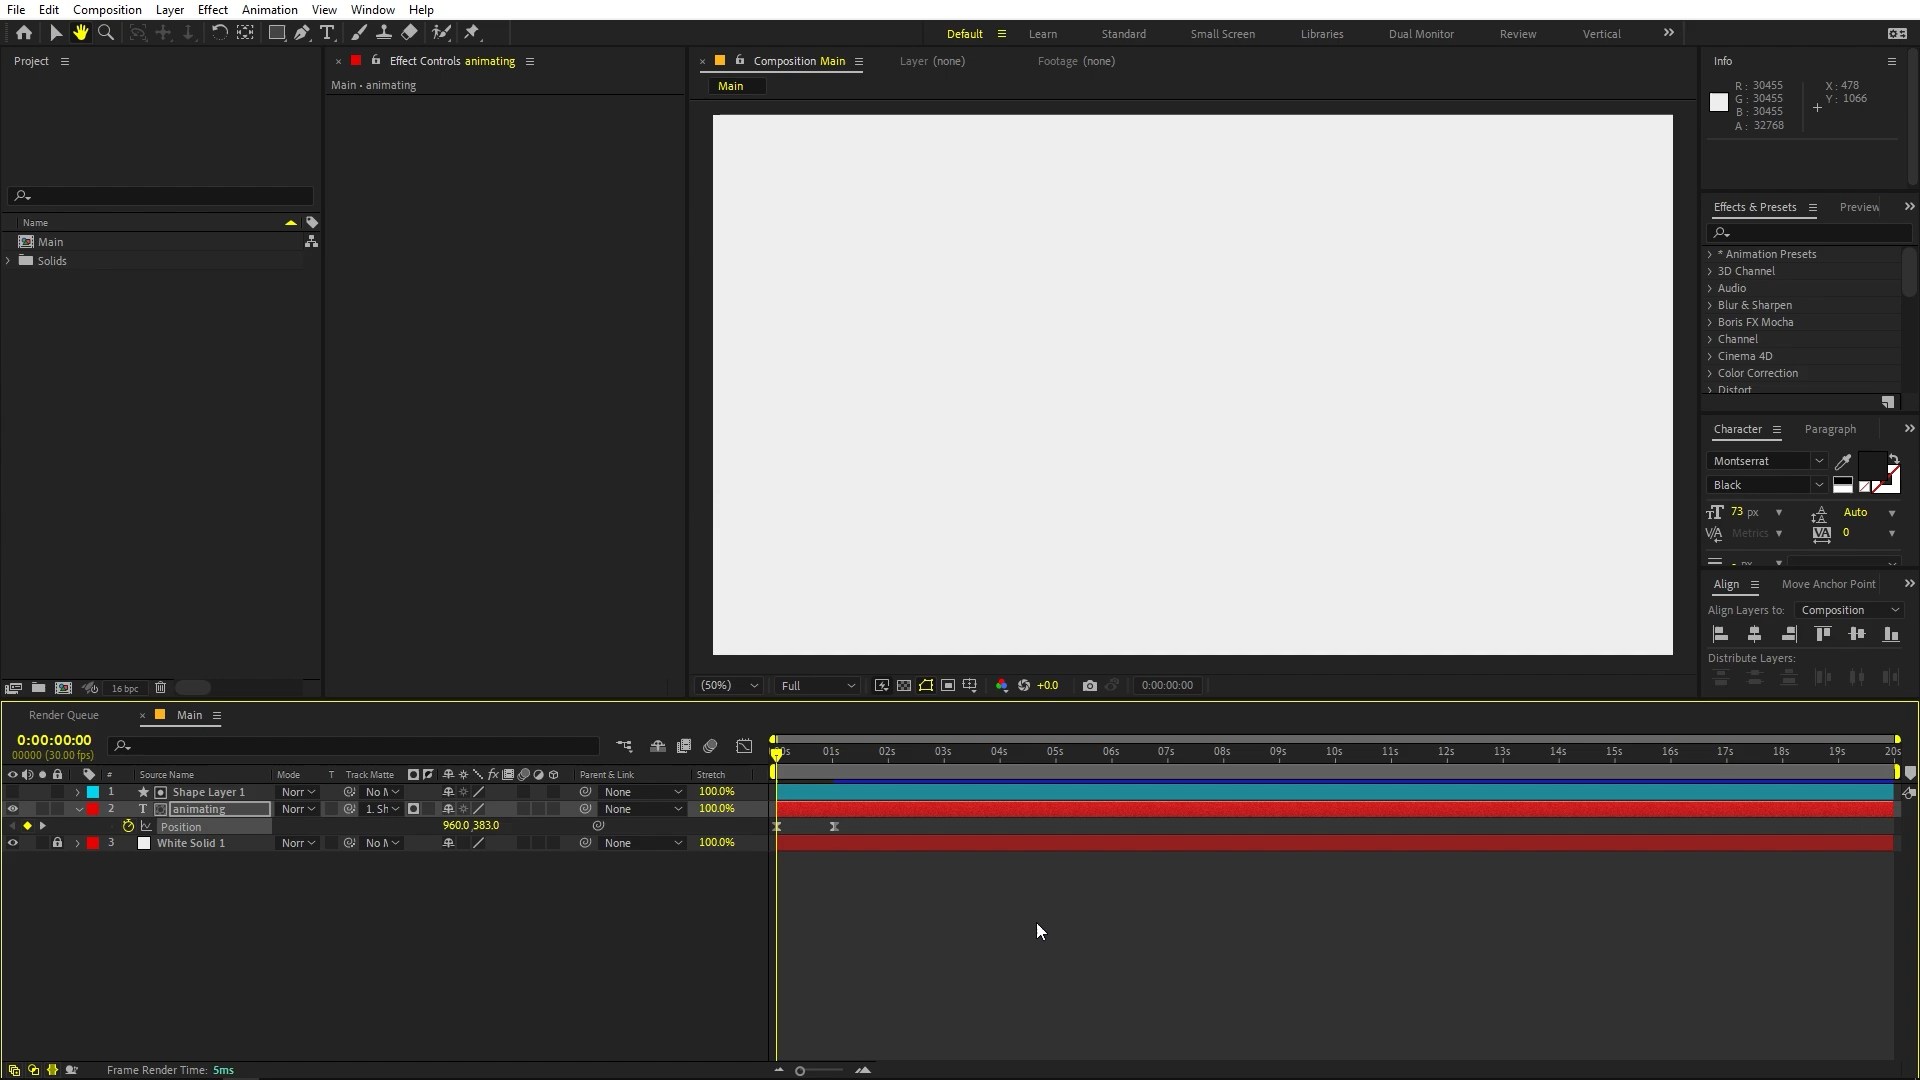 File Edit Composition Layer Effect Animation View Window Help
Default Learn Standard Small Screen Libraries Dual Monitor Review Vertical
Project
Effect Controls animating
Main • animating
Composition Main
Layer (none)
Footage (none)
Main
Info
R: 30455
G: 30455
B: 30455
A: 32768
X: 478
Y: 1066
Name
Main
Solids
Effects & Presets
Preview
* Animation Presets
3D Channel
Audio
Blur & Sharpen
Boris FX Mocha
Channel
Cinema 4D
Color Correction
Distort
Character
Paragraph
Montserrat
Black
73 px
Auto
Metrics
0
Align
Move Anchor Point
Align Layers to: Composition
Distribute Layers:
16 bpc
(50%)
Full
+0.0
0:00:00:00
Render Queue
Main
0:00:00:00
00000 (30.00 fps)
01s 02s 03s 04s 05s 06s 07s 08s 09s 10s 11s 12s 13s 14s 15s 16s 17s 18s 19s 20s
# Source Name Mode T Track Matte fx Parent & Link Stretch
1 Shape Layer 1 Norr No M None 100.0%
2 T animating Norr 1. Sh None 100.0%
Position 960.0,383.0
3 White Solid 1 Norr No M None 100.0%
Frame Render Time: 5ms